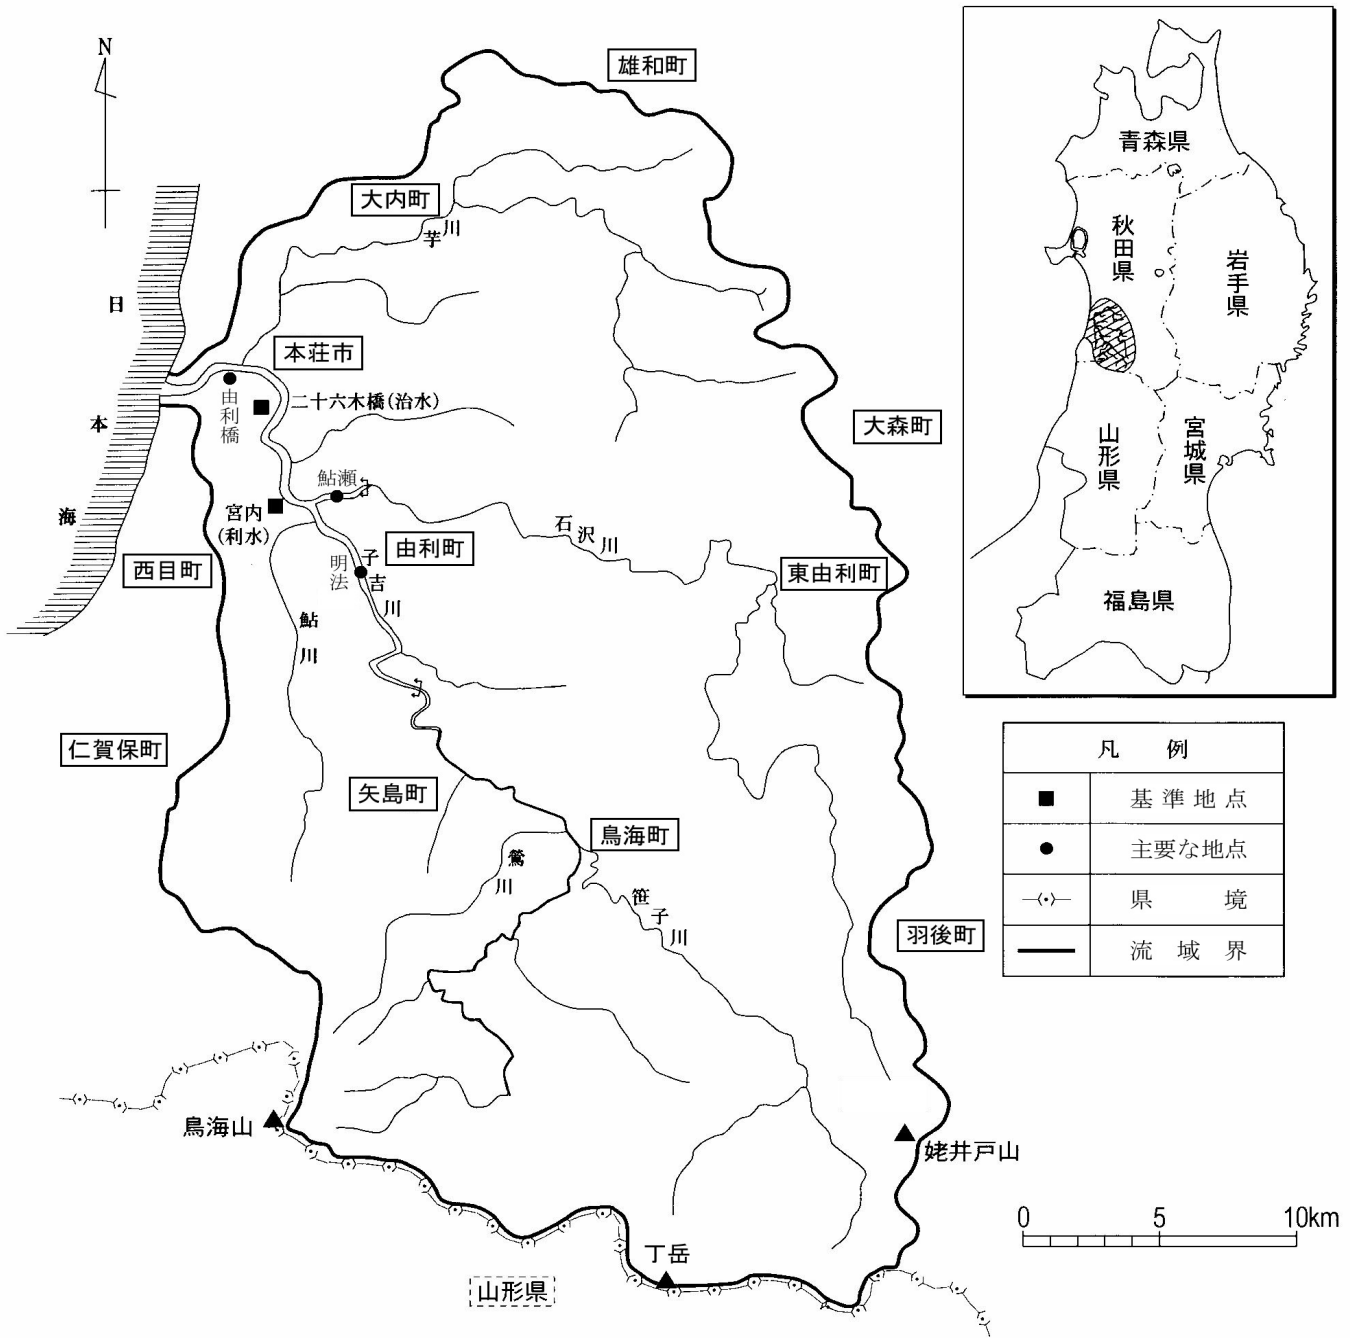 N
雄和町
大内町
芋川
日本海
本荘市
由利橋
二十六木橋(治水)
大森町
鮎瀬
宮内
(利水)
石沢川
由利町
子吉川
明法
西目町
東由利町
鮎川
仁賀保町
矢島町
鳥海町
鶯川
笹子川
羽後町
鳥海山
姥井戸山
丁岳
山形県
青森県
秋田県
岩手県
山形県
宮城県
福島県
凡 例
基準地点
主要な地点
県 境
流 域 界
0 5 10km